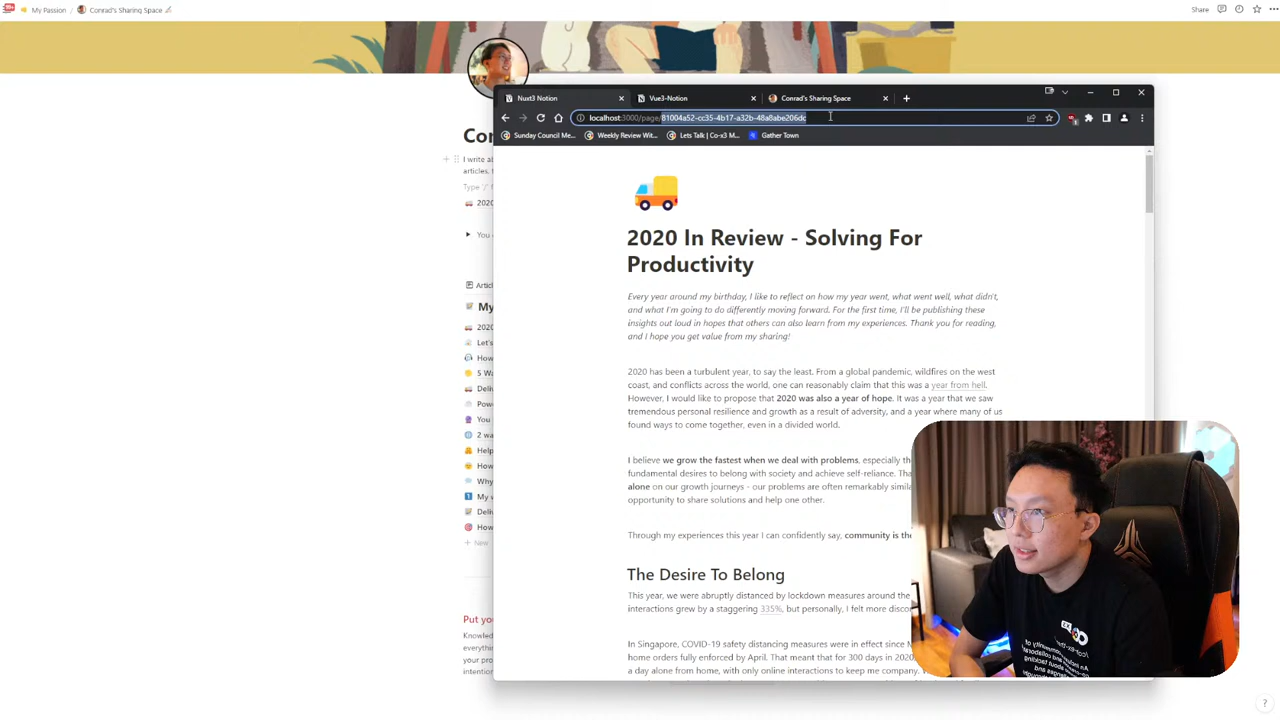 90+
My Passion / Conrad's Sharing Space
Share
Nuxt3 Notion
Vue3-Notion
Conrad's Sharing Space
localhost:3000/page/81004a52-cc35-4b17-a32b-48a8abe206dc
Sunday Council Me...
Weekly Review Wit...
Lets Talk | Co-x3 M...
Gather Town
Con
I write ab
articles.
Type '/'
2020
You
Artic
My
2020
Let's
How
5 Wa
Deliv
Powe
You
2 wa
Help
How
Why
My w
Deliv
How
New
Put yo
Knowled
everythin
your pro
intention
2020 In Review - Solving For
Productivity
Every year around my birthday, I like to reflect on how my year went, what went well, what didn't,
and what I'm going to do differently moving forward. For the first time, I'll be publishing these
insights out loud in hopes that others can also learn from my experiences. Thank you for reading,
and I hope you get value from my sharing!
2020 has been a turbulent year, to say the least. From a global pandemic, wildfires on the west
coast, and conflicts across the world, one can reasonably claim that this was a year from hell.
However, I would like to propose that 2020 was also a year of hope. It was a year that we saw
tremendous personal resilience and growth as a result of adversity, and a year where many of us
found ways to come together, even in a divided world.
I believe we grow the fastest when we deal with problems, especially th
fundamental desires to belong with society and achieve self-reliance. Tha
alone on our growth journeys - our problems are often remarkably simila
opportunity to share solutions and help one other.
Through my experiences this year I can confidently say, community is the
The Desire To Belong
This year, we were abruptly distanced by lockdown measures around the
interactions grew by a staggering 335%, but personally, I felt more disco
In Singapore, COVID-19 safety distancing measures were in effect since M
home orders fully enforced by April. That meant that for 300 days in 2020,
a day alone from home, with only online interactions to keep me company.
?